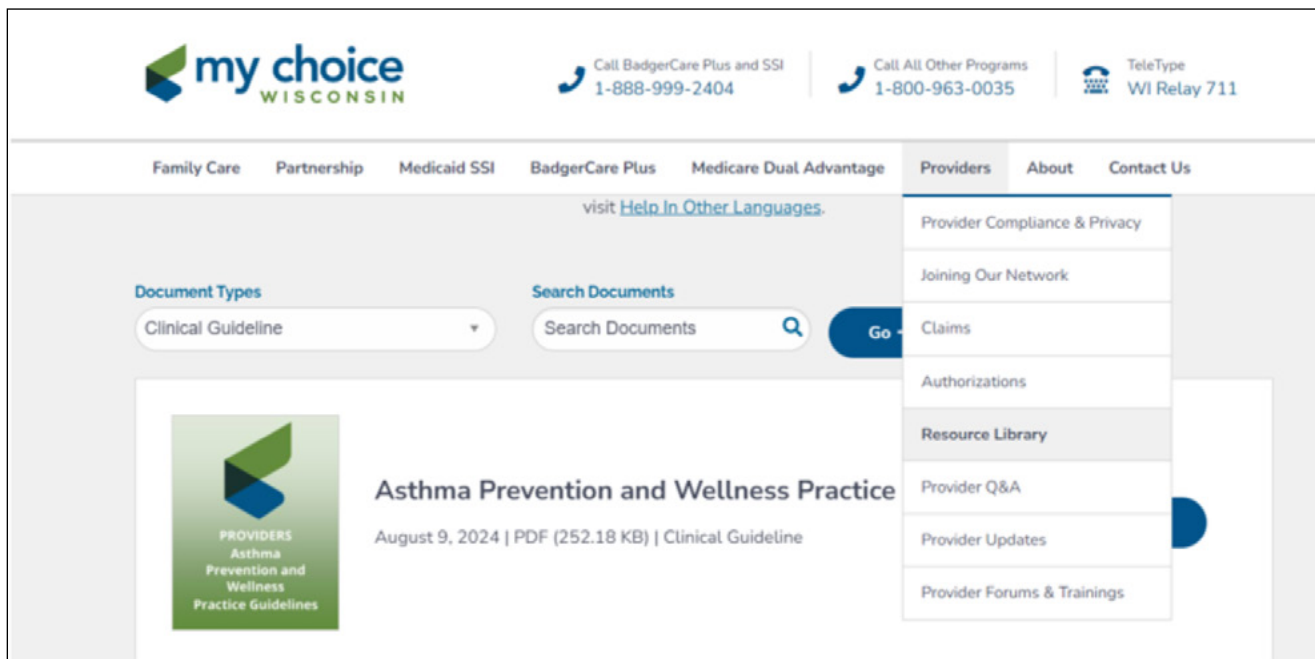 my choice
WISCONSIN
Call BadgerCare Plus and SSI
1-888-999-2404
Call All Other Programs
1-800-963-0035
TeleType
WI Relay 711
Family Care Partnership Medicaid SSI BadgerCare Plus Medicare Dual Advantage Providers About Contact Us
visit Help In Other Languages.
Provider Compliance & Privacy
Joining Our Network
Claims
Authorizations
Resource Library
Provider Q&A
Provider Updates
Provider Forums & Trainings
Document Types
Clinical Guideline
Search Documents
Search Documents
Go
PROVIDERS
Asthma
Prevention and
Wellness
Practice Guidelines
Asthma Prevention and Wellness Practice
August 9, 2024 | PDF (252.18 KB) | Clinical Guideline